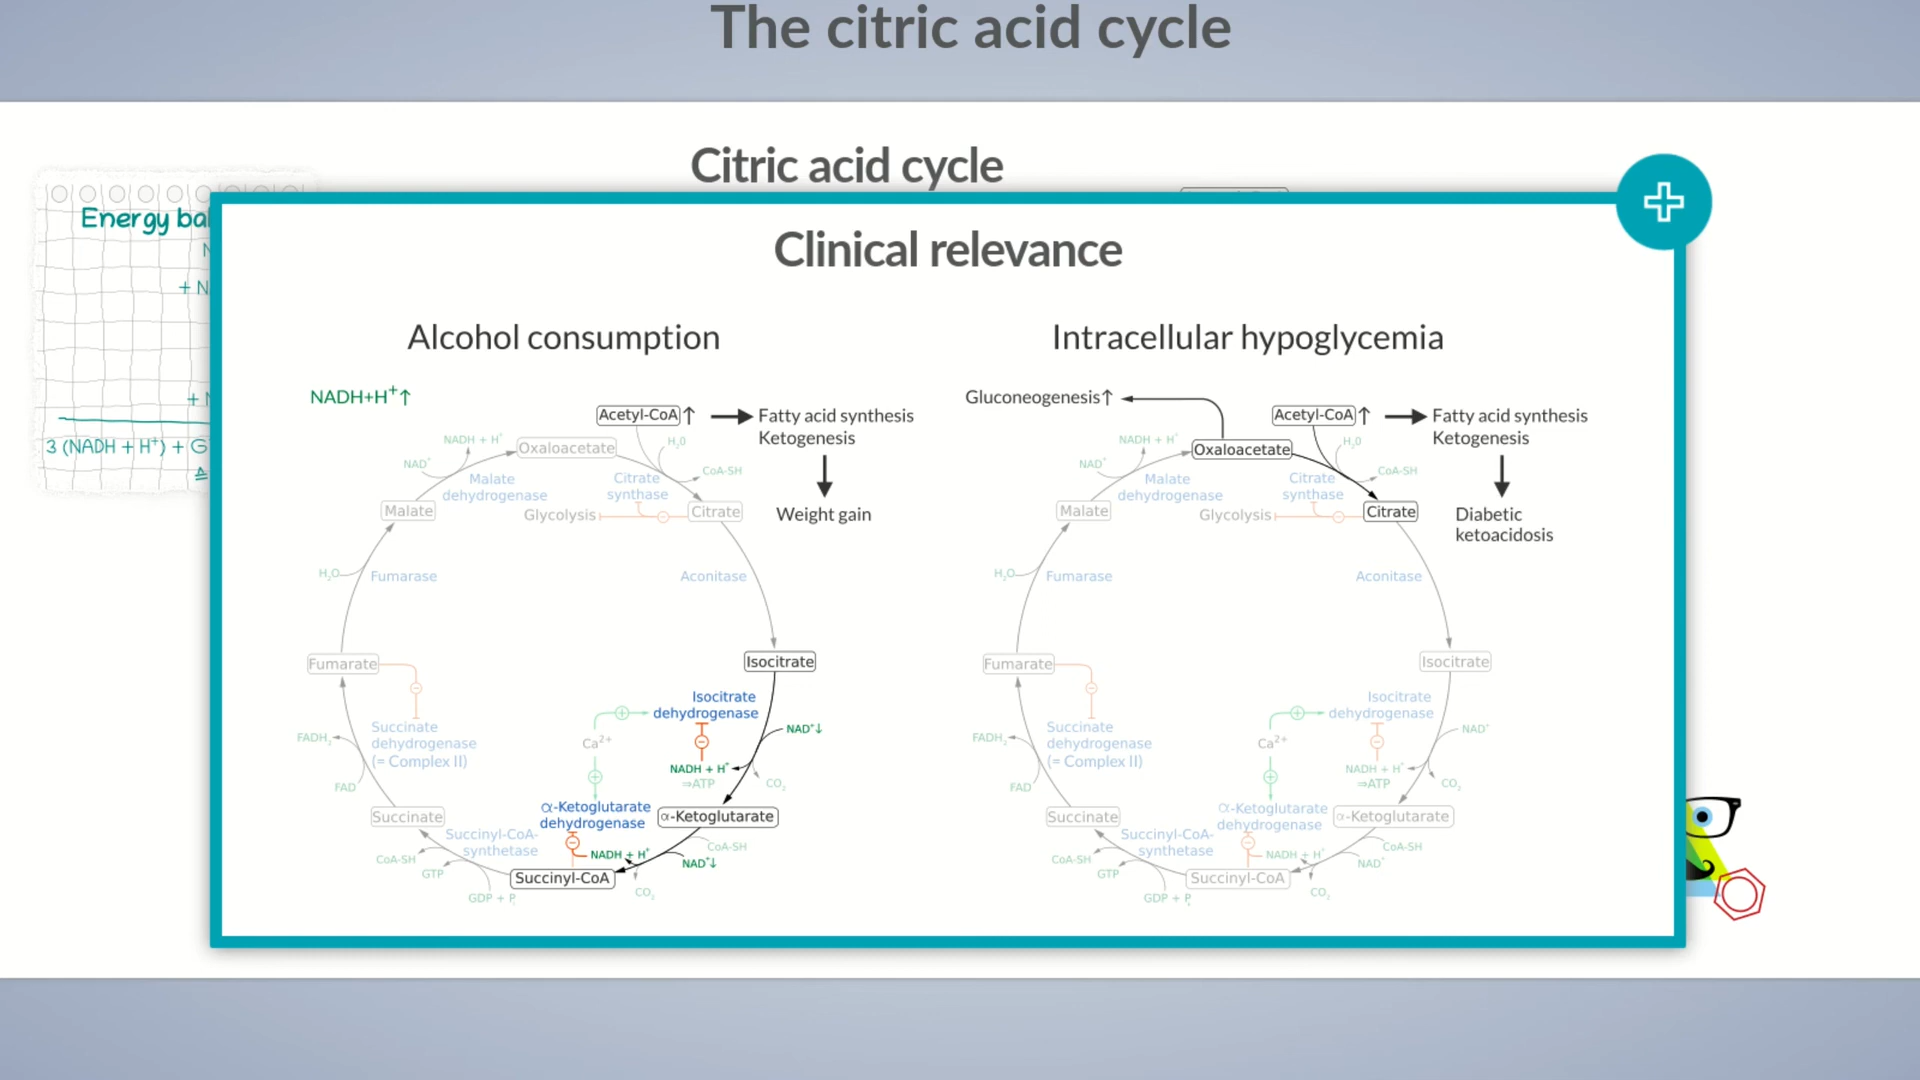 The citric acid cycle
Citric acid cycle
Energy bal
+ N
+ N
3 (NADH + H⁺) + G
Clinical relevance
Alcohol consumption
NADH+H⁺↑
Acetyl-CoA↑
Fatty acid synthesis
Ketogenesis
Weight gain
NADH + H⁺
Oxaloacetate
H₂0
NAD⁺
CoA-SH
Malate
dehydrogenase
Citrate
synthase
Malate
Glycolysis
Citrate
H₂O
Fumarase
Aconitase
Fumarate
Isocitrate
Isocitrate
dehydrogenase
Succinate
dehydrogenase
(= Complex II)
NAD⁺↓
FADH₂
Ca²⁺
NADH + H⁺
⇒ATP
CO₂
FAD
α-Ketoglutarate
dehydrogenase
α-Ketoglutarate
Succinate
Succinyl-CoA-
synthetase
CoA-SH
NADH + H⁺
CoA-SH
NAD⁺↓
GTP
Succinyl-CoA
CO₂
GDP + Pᵢ
Intracellular hypoglycemia
Gluconeogenesis↑
Acetyl-CoA↑
Fatty acid synthesis
Ketogenesis
Diabetic
ketoacidosis
NADH + H⁺
Oxaloacetate
H₂0
NAD⁺
CoA-SH
Malate
dehydrogenase
Citrate
synthase
Malate
Glycolysis
Citrate
H₂O
Fumarase
Aconitase
Fumarate
Isocitrate
Isocitrate
dehydrogenase
Succinate
dehydrogenase
(= Complex II)
NAD⁺
FADH₂
Ca²⁺
NADH + H⁺
⇒ATP
CO₂
FAD
α-Ketoglutarate
dehydrogenase
α-Ketoglutarate
Succinate
Succinyl-CoA-
synthetase
CoA-SH
NADH + H⁺
CoA-SH
NAD⁺
GTP
Succinyl-CoA
CO₂
GDP + Pᵢ